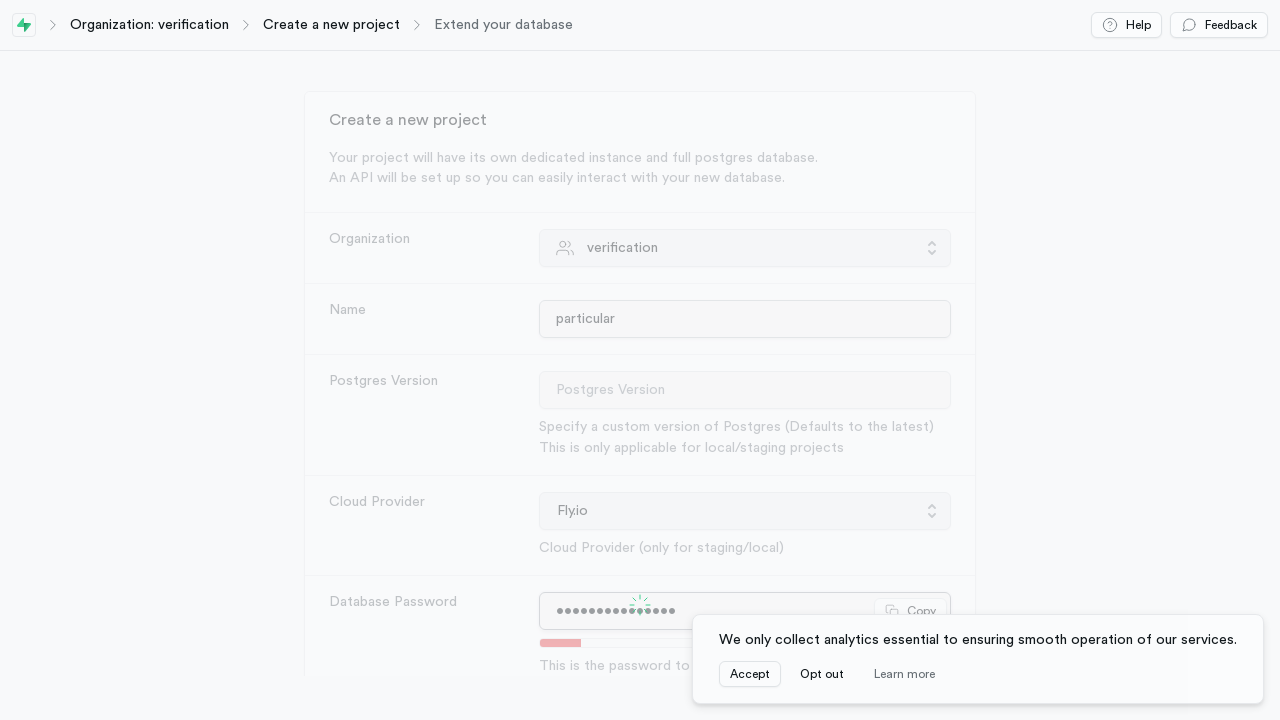 Organization: verification
Create a new project
Extend your database
Help
Feedback
Create a new project
Your project will have its own dedicated instance and full postgres database.
An API will be set up so you can easily interact with your new database.
Organization
verification
Name
particular
Postgres Version
Postgres Version
Specify a custom version of Postgres (Defaults to the latest)
This is only applicable for local/staging projects
Cloud Provider
Fly.io
Cloud Provider (only for staging/local)
Database Password
•••••••••••••••
Copy
This is the password to
We only collect analytics essential to ensuring smooth operation of our services.
Accept
Opt out
Learn more